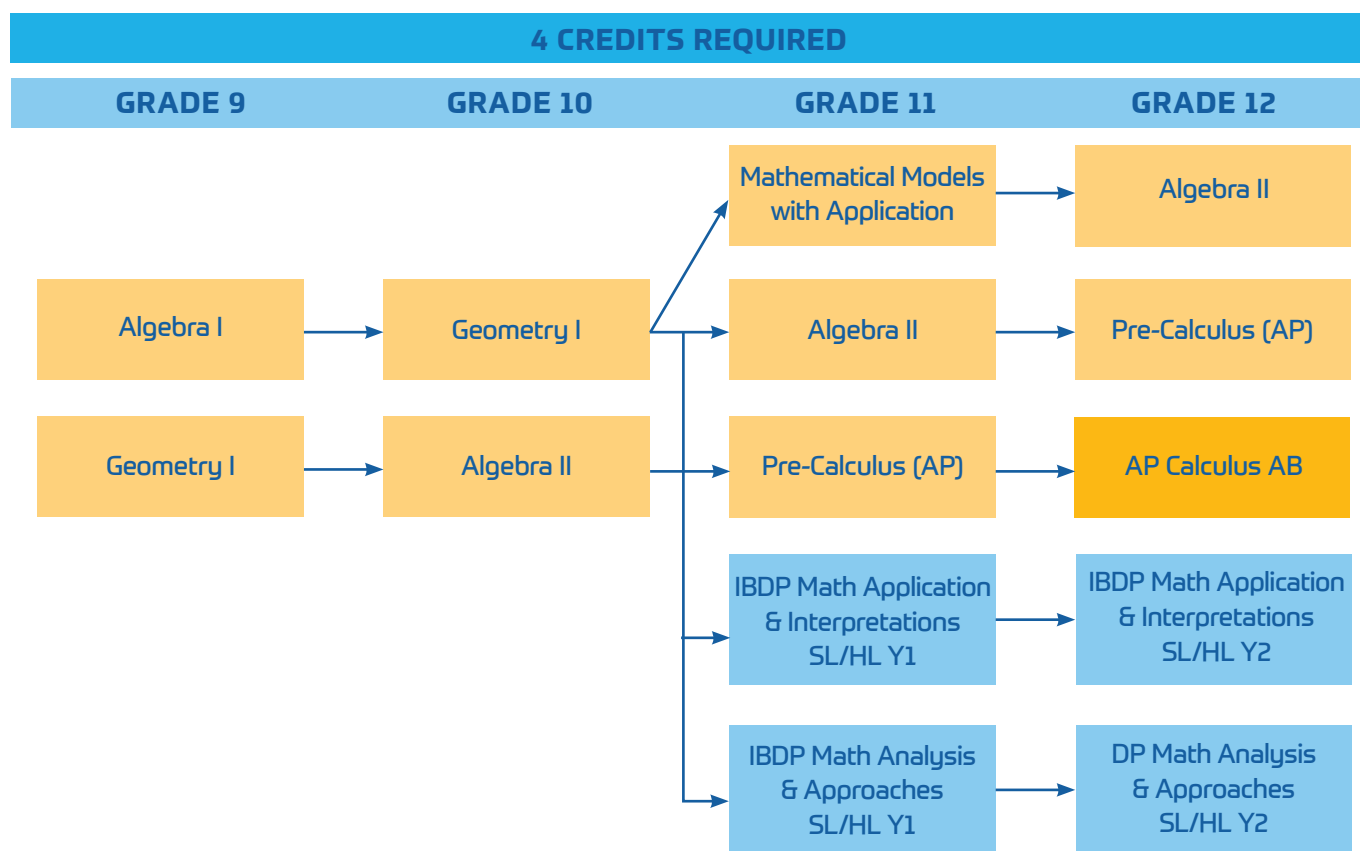 4 CREDITS REQUIRED
GRADE 9
GRADE 10
GRADE 11
GRADE 12
Mathematical Models
with Application
Algebra II
Algebra I
Geometry I
Algebra II
Pre-Calculus (AP)
Geometry I
Algebra II
Pre-Calculus (AP)
AP Calculus AB
IBDP Math Application
& Interpretations
SL/HL Y1
IBDP Math Application
& Interpretations
SL/HL Y2
IBDP Math Analysis
& Approaches
SL/HL Y1
DP Math Analysis
& Approaches
SL/HL Y2